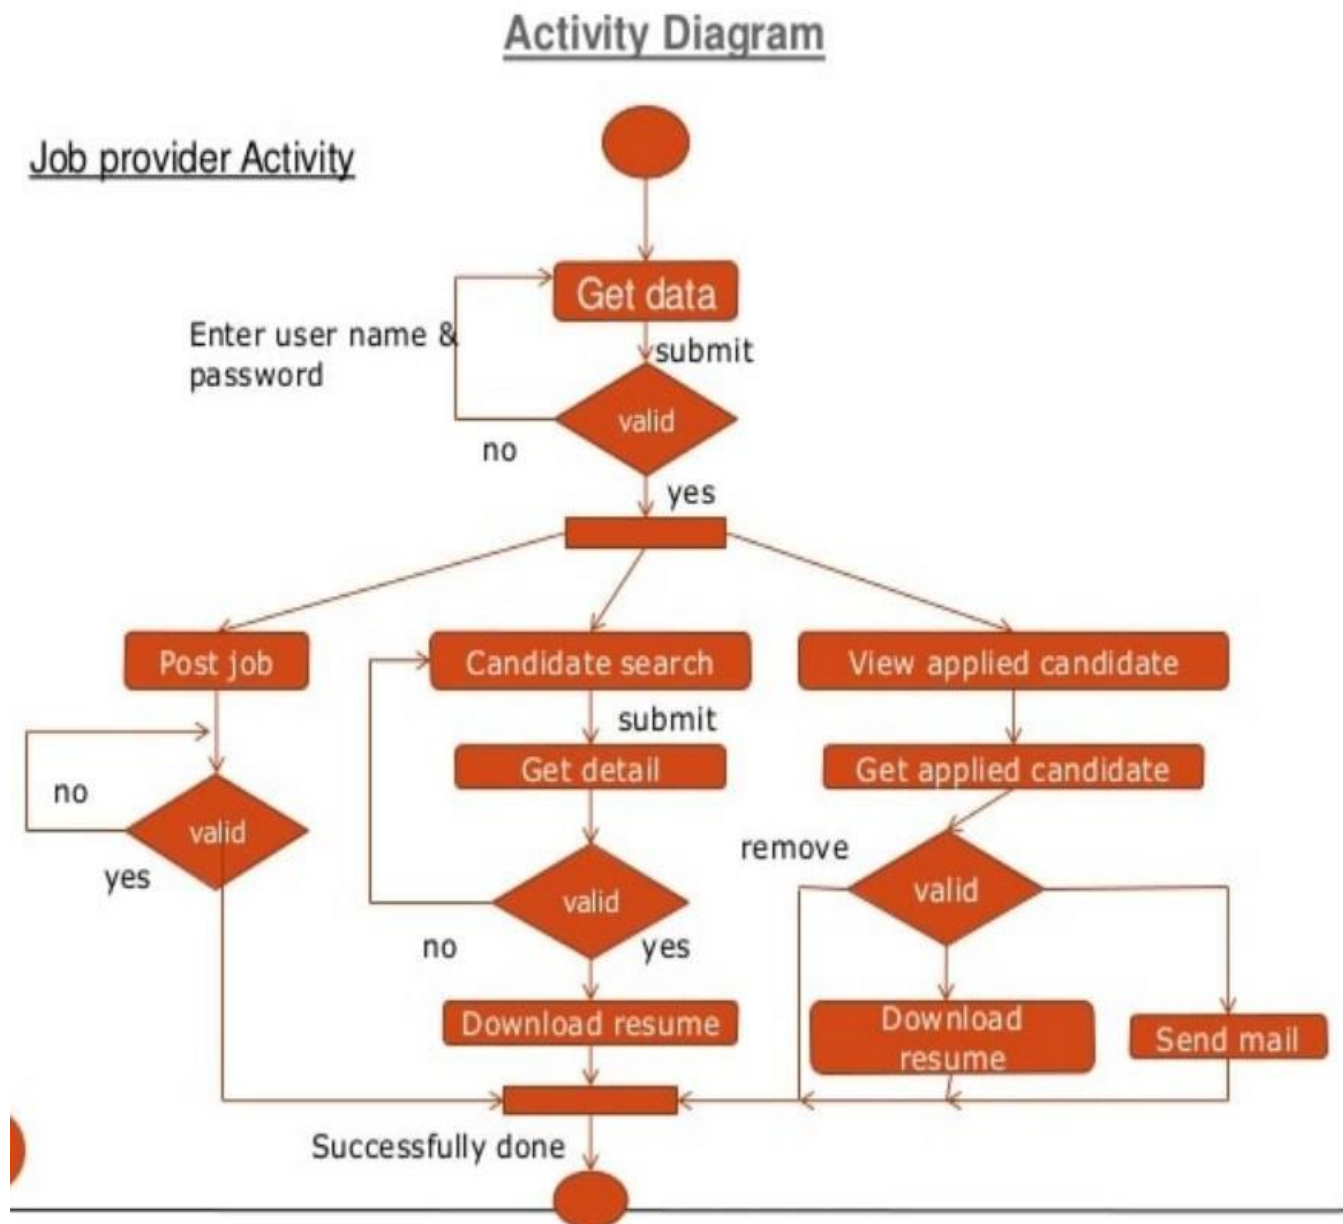 Activity Diagram
Job provider Activity
Get data
Enter user name &
password
submit
valid
no
yes
Post job
Candidate search
View applied candidate
submit
Get detail
Get applied candidate
no
valid
yes
remove
valid
valid
no
yes
Download resume
Download
resume
Send mail
Successfully done